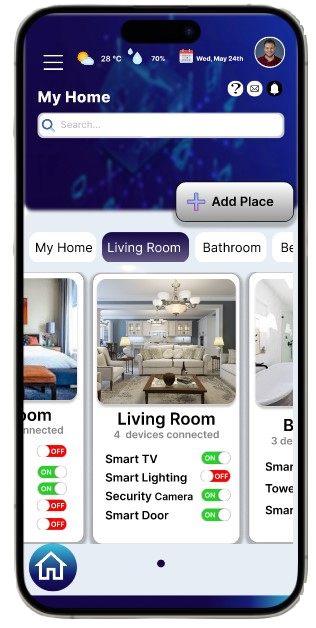 28 °C 70% Wed, May 24th
?
My Home
Search...
Add Place
My Home Living Room Bathroom Be
oom
nnected
OFF
ON
ON
OFF
OFF
Living Room
4 devices connected
Smart TV ON
Smart Lighting OFF
Security Camera ON
Smart Door ON
B
3 de
Smar
Towe
Smar